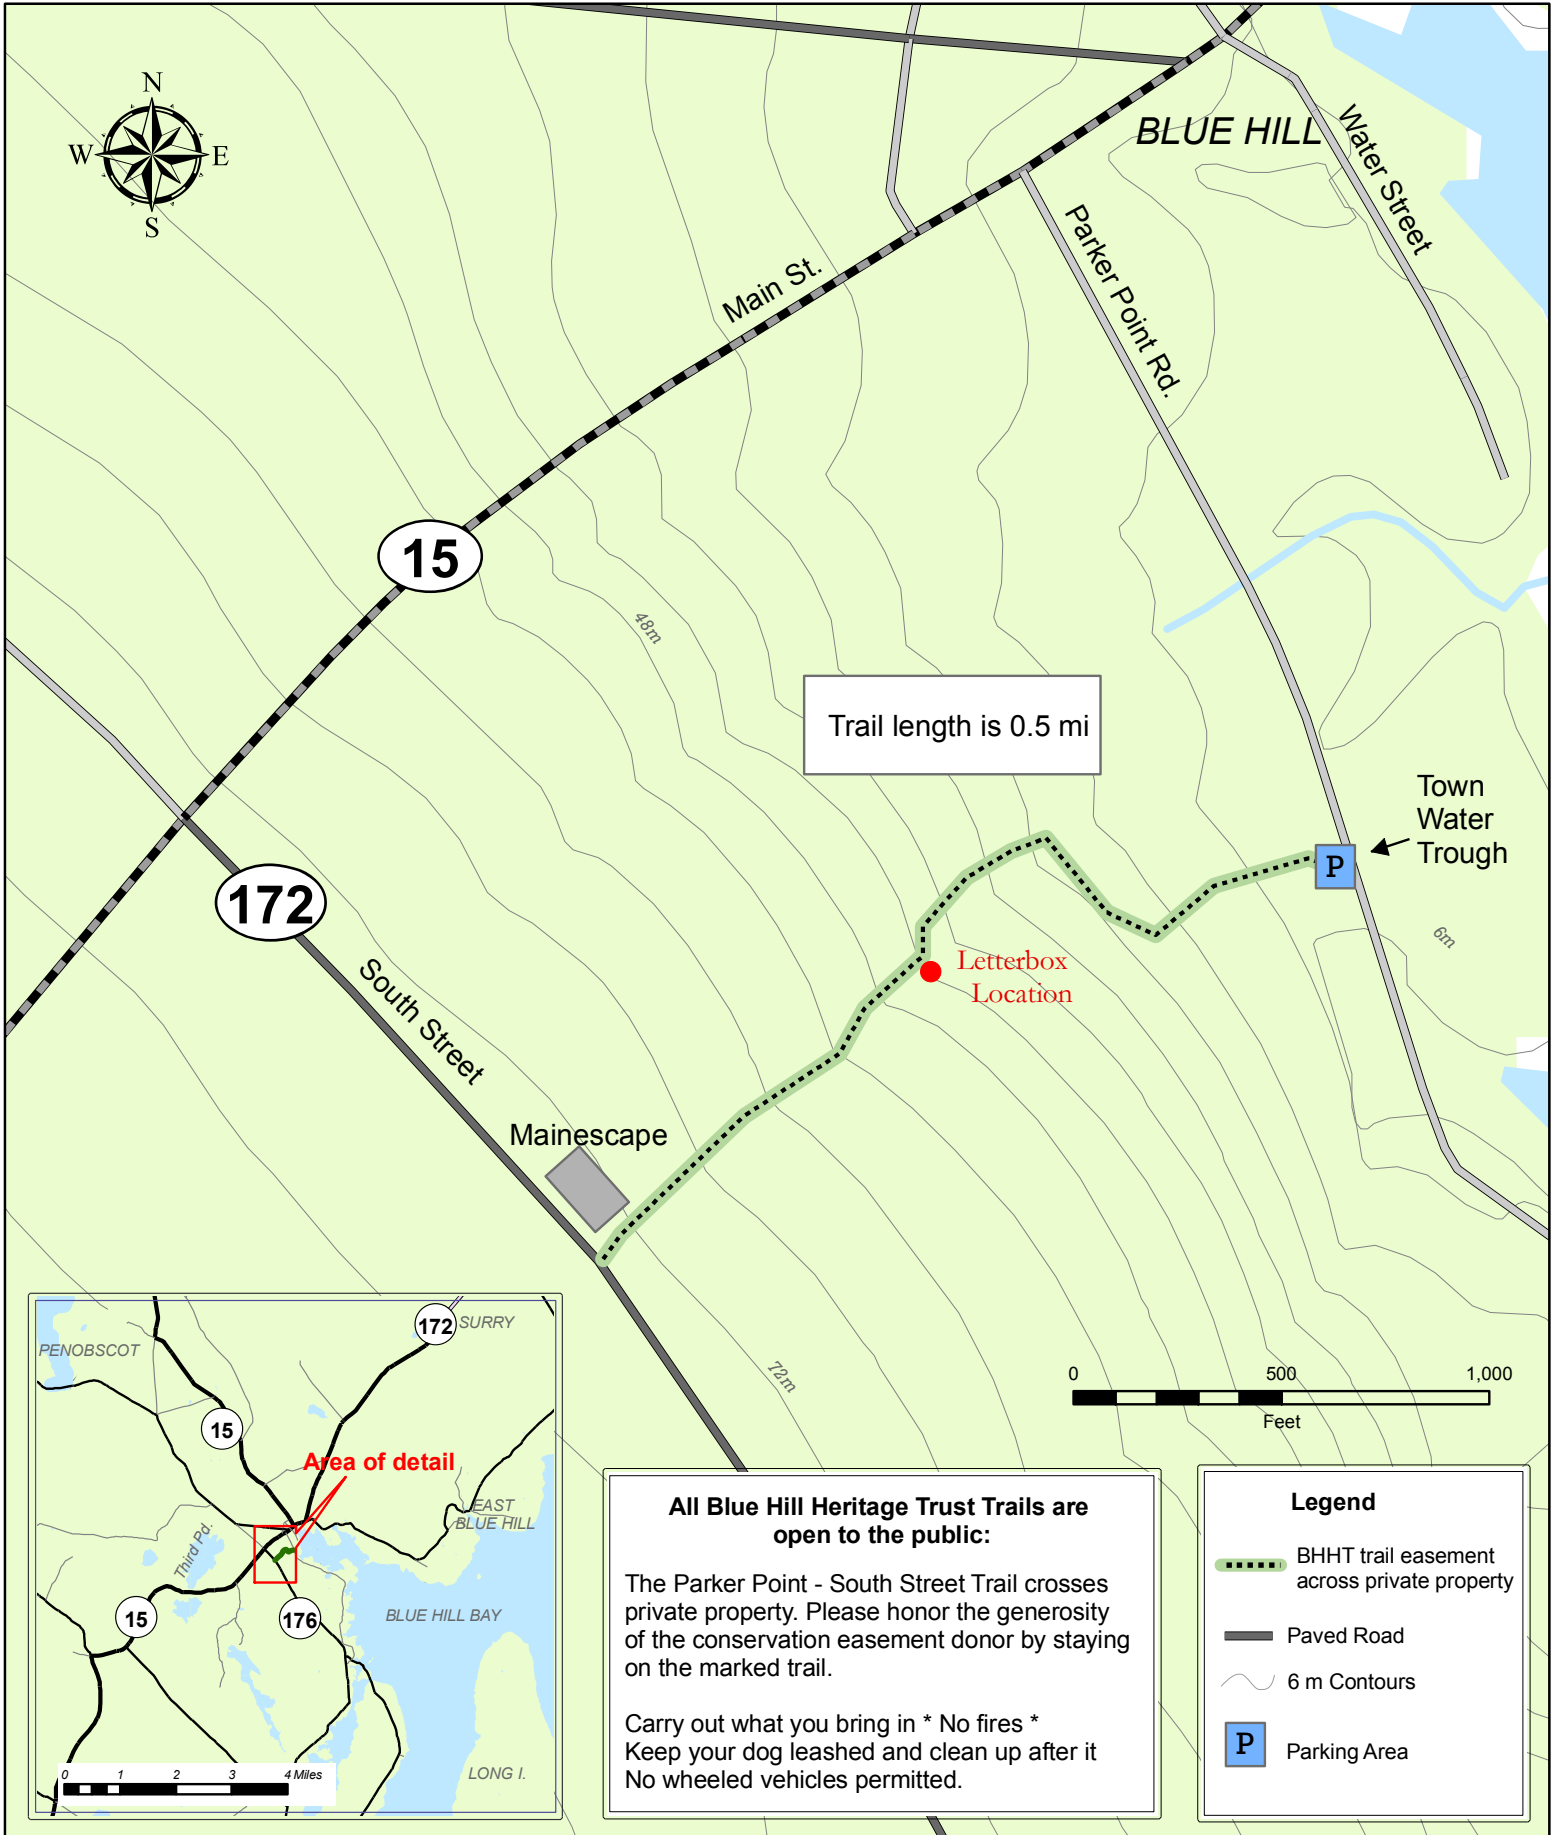 N
W
E
S
BLUE HILL
Water Street
Main St.
Parker Point Rd.
15
48m
Trail length is 0.5 mi
Town
Water
Trough
P
172
South Street
6m
Letterbox
Location
Mainescape
72m
0 500 1,000
Feet
172
SURRY
PENOBSCOT
15
Area of detail
EAST
BLUE HILL
Third Pd.
15
176
BLUE HILL BAY
LONG I.
0 1 2 3 4 Miles
All Blue Hill Heritage Trust Trails are
open to the public:
The Parker Point - South Street Trail crosses
private property. Please honor the generosity
of the conservation easement donor by staying
on the marked trail.
Carry out what you bring in * No fires *
Keep your dog leashed and clean up after it
No wheeled vehicles permitted.
Legend
BHHT trail easement
across private property
Paved Road
6 m Contours
P
Parking Area